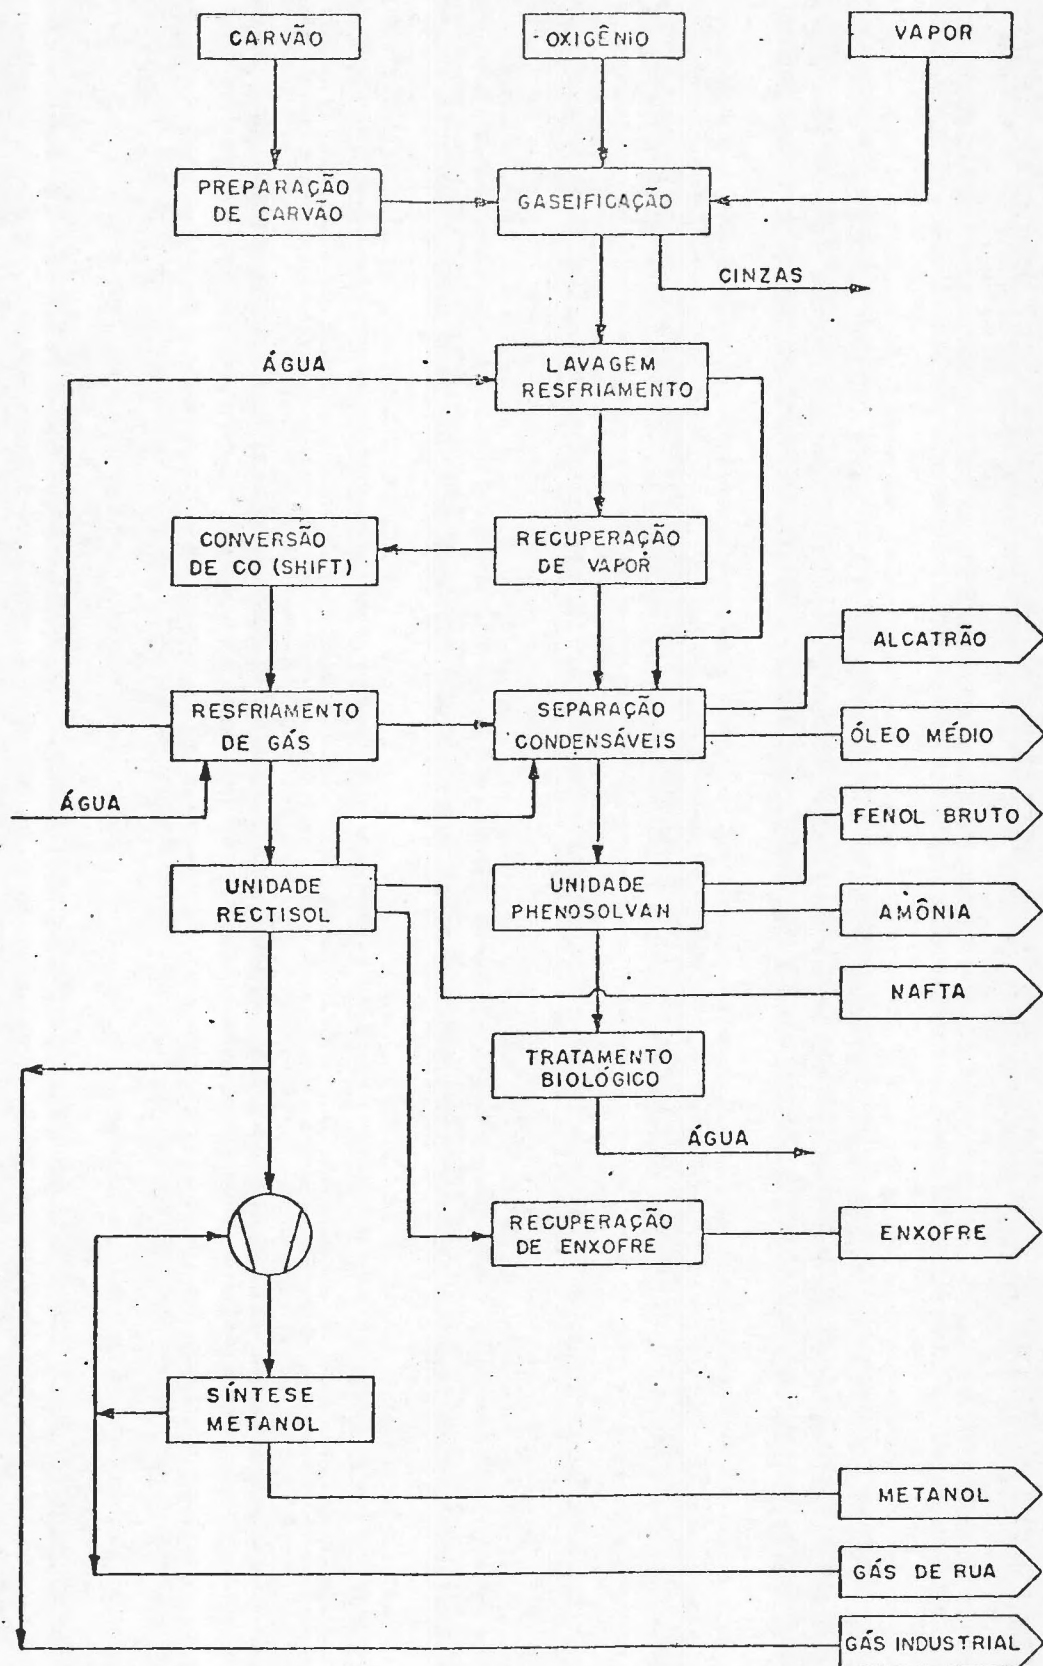 CARVÃO
OXIGÊNIO
VAPOR
PREPARAÇÃO
DE CARVÃO
GASEIFICAÇÃO
CINZAS
ÁGUA
LAVAGEM
RESFRIAMENTO
CONVERSÃO
DE CO (SHIFT)
RECUPERAÇÃO
DE VAPOR
ALCATRÃO
RESFRIAMENTO
DE GÁS
SEPARAÇÃO
CONDENSÁVEIS
ÓLEO MÉDIO
ÁGUA
FENOL BRUTO
UNIDADE
RECTISOL
UNIDADE
PHENOSOLVAN
AMÔNIA
NAFTA
TRATAMENTO
BIOLÓGICO
ÁGUA
RECUPERAÇÃO
DE ENXOFRE
ENXOFRE
SÍNTESE
METANOL
METANOL
GÁS DE RUA
GÁS INDUSTRIAL